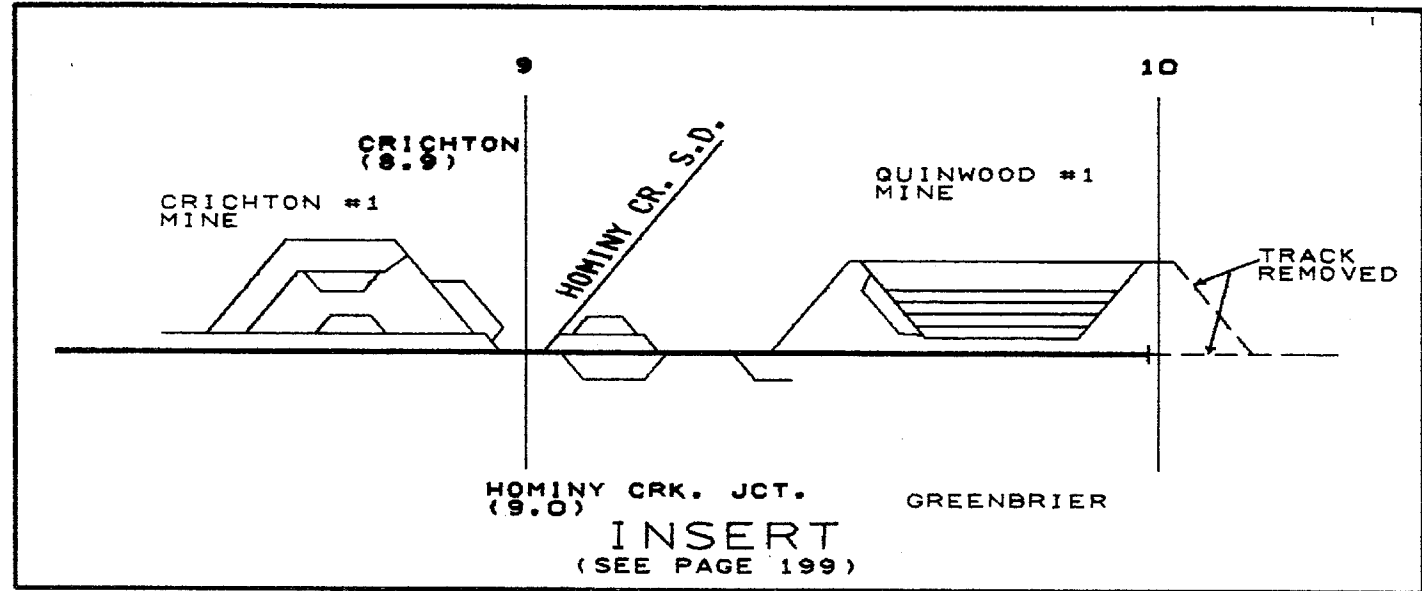 9
10
CRICHTON
(8.9)
HOMINY CR. S.D.
CRICHTON #1
MINE
QUINWOOD #1
MINE
TRACK
REMOVED
HOMINY CRK. JCT.
(9.0)
GREENBRIER
INSERT
(SEE PAGE 199)